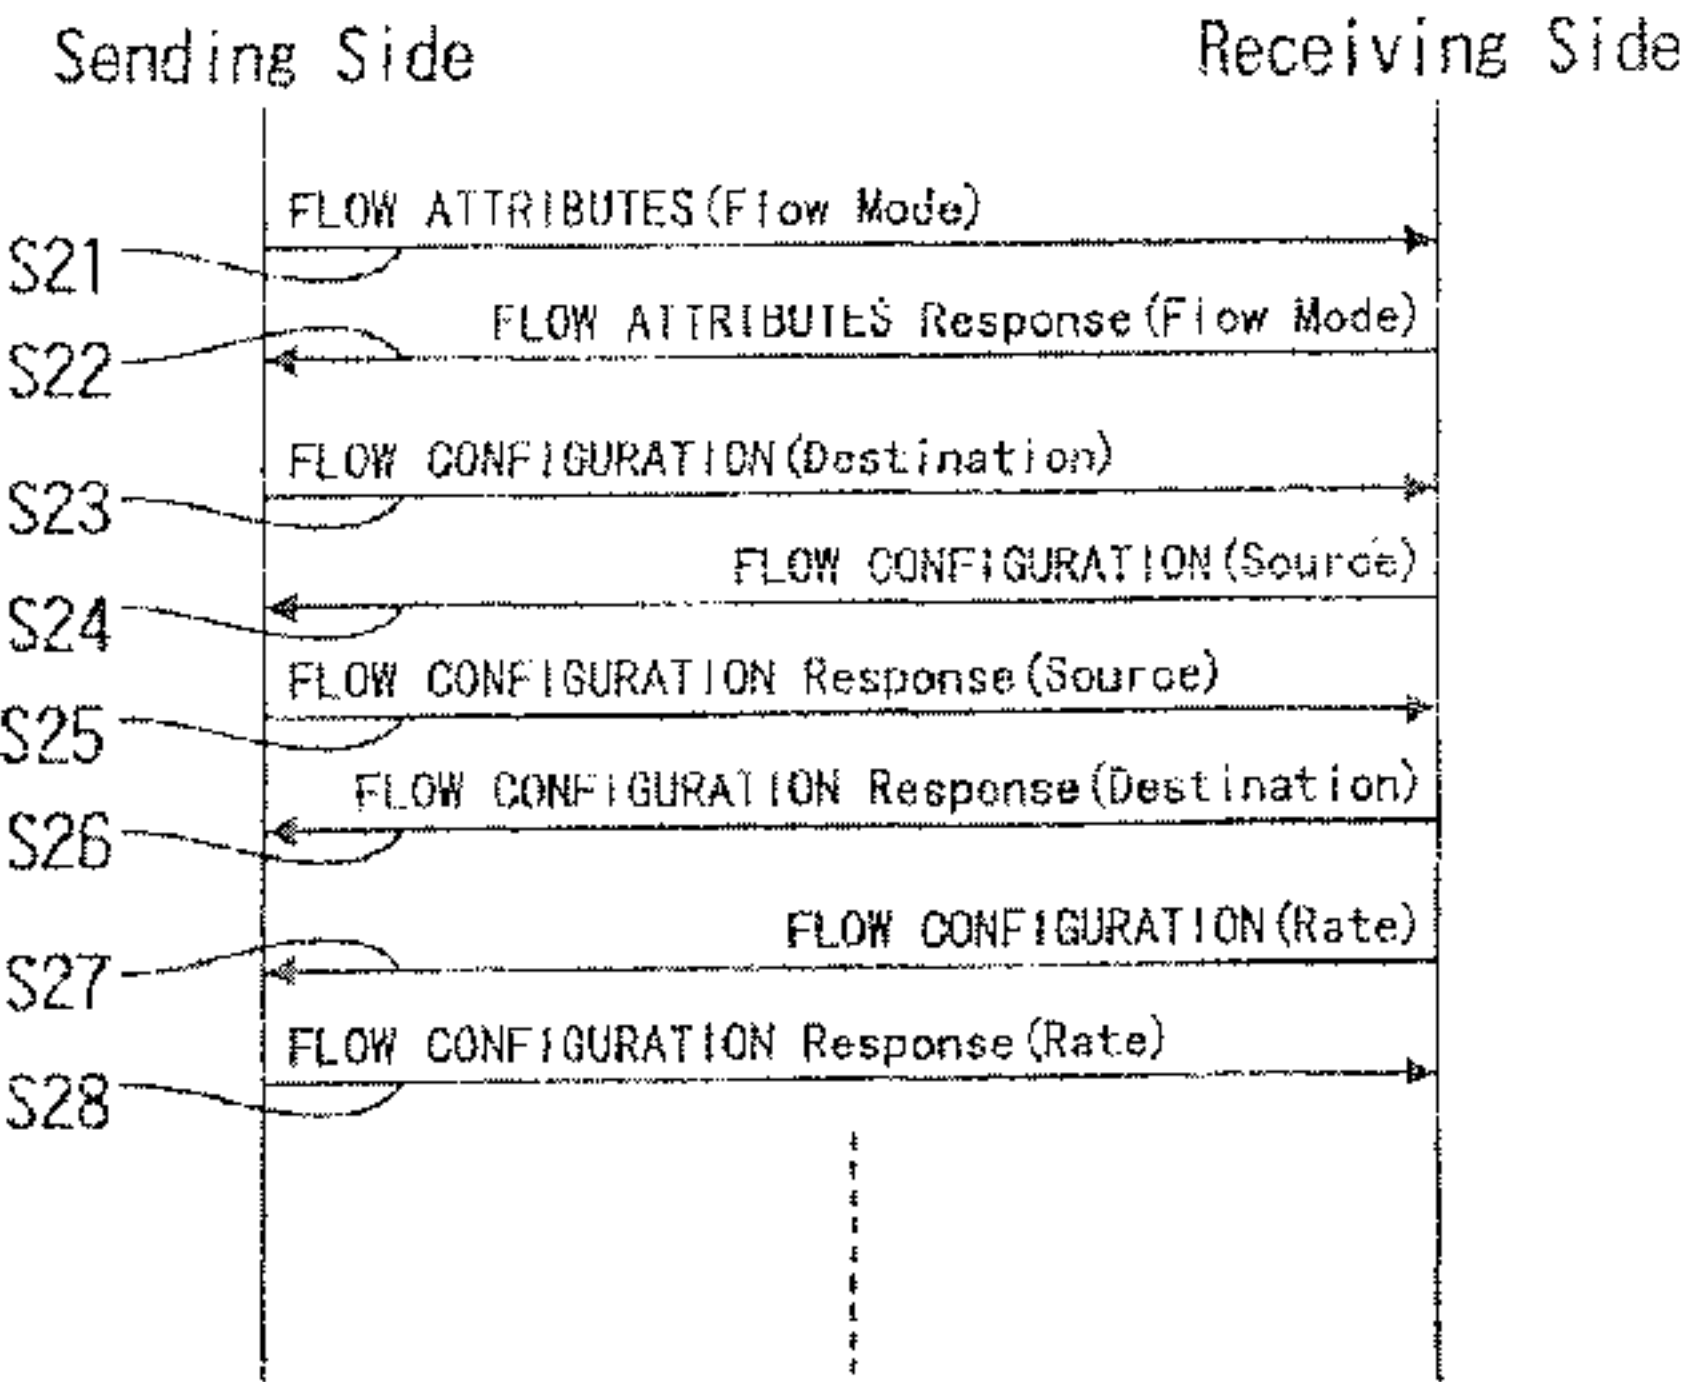 Sending Side
Receiving Side
FLOW ATTRIBUTES(Flow Mode)
S21
FLOW ATTRIBUTES Response(Flow Mode)
S22
FLOW CONFIGURATION(Destination)
S23
FLOW CONFIGURATION(Source)
S24
FLOW CONFIGURATION Response(Source)
S25
FLOW CONFIGURATION Response(Destination)
S26
FLOW CONFIGURATION(Rate)
S27
FLOW CONFIGURATION Response(Rate)
S28